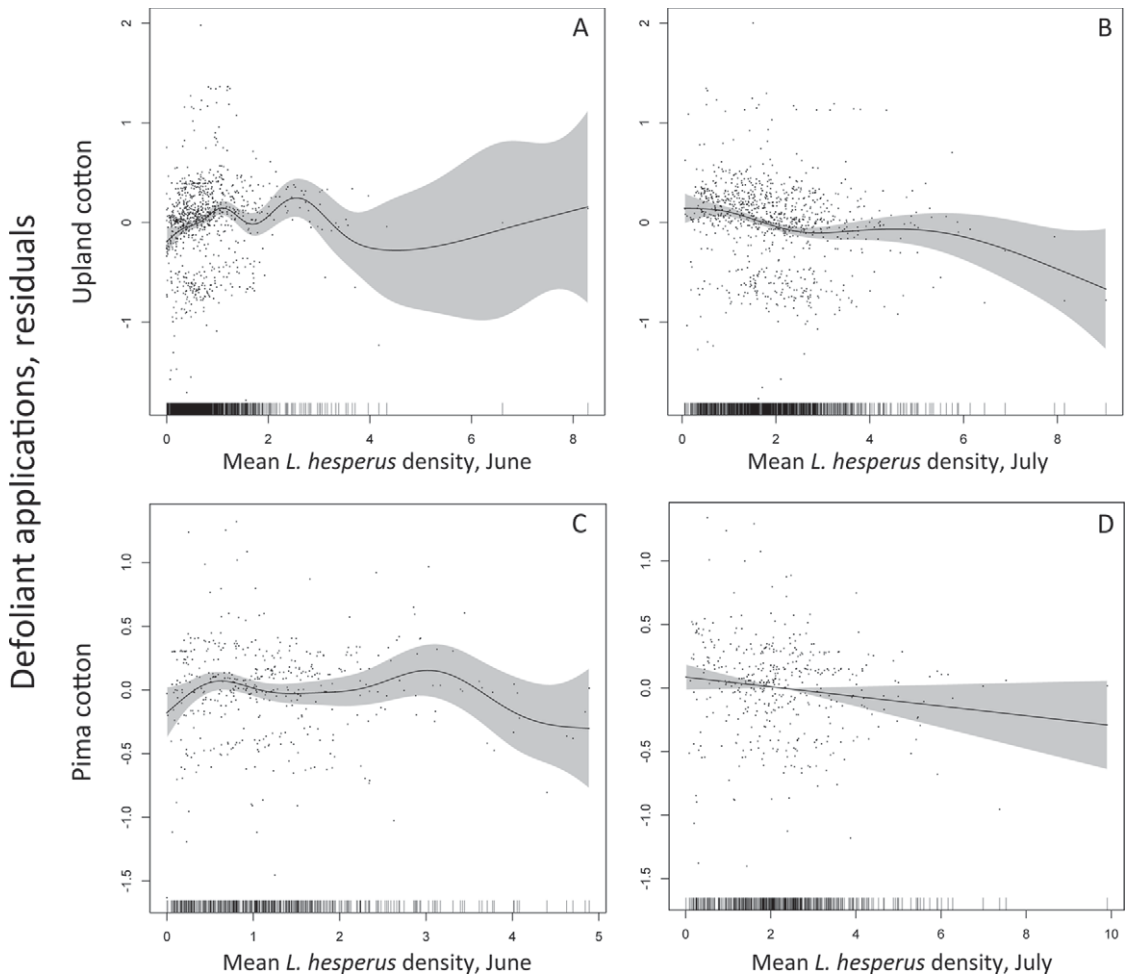 Defoliant applications, residuals
Upland cotton
A
2
1
0
-1
0 2 4 6 8
Mean L. hesperus density, June
B
2
1
0
-1
0 2 4 6 8
Mean L. hesperus density, July
Pima cotton
C
1.0
0.5
0.0
-0.5
-1.0
-1.5
0 1 2 3 4 5
Mean L. hesperus density, June
D
1.0
0.5
0.0
-0.5
-1.0
-1.5
0 2 4 6 8 10
Mean L. hesperus density, July